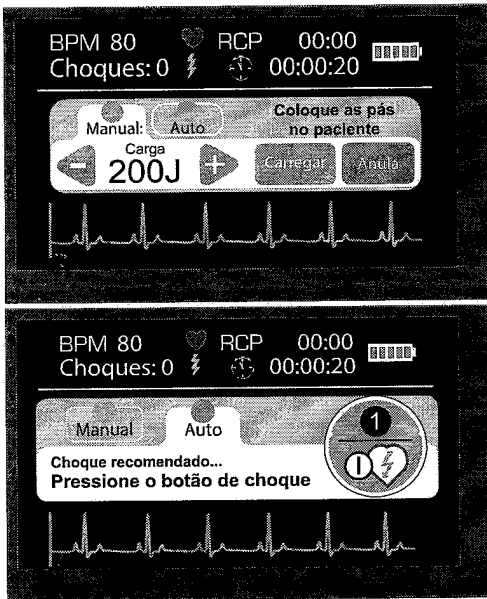 BPM 80 RCP 00:00
Choques: 0 00:00:20
Manual: Auto Coloque as pás
no paciente
Carga
- 200J + Carregar Anula
BPM 80 RCP 00:00
Choques: 0 00:00:20
Manual Auto
1
Choque recomendado...
Pressione o botão de choque